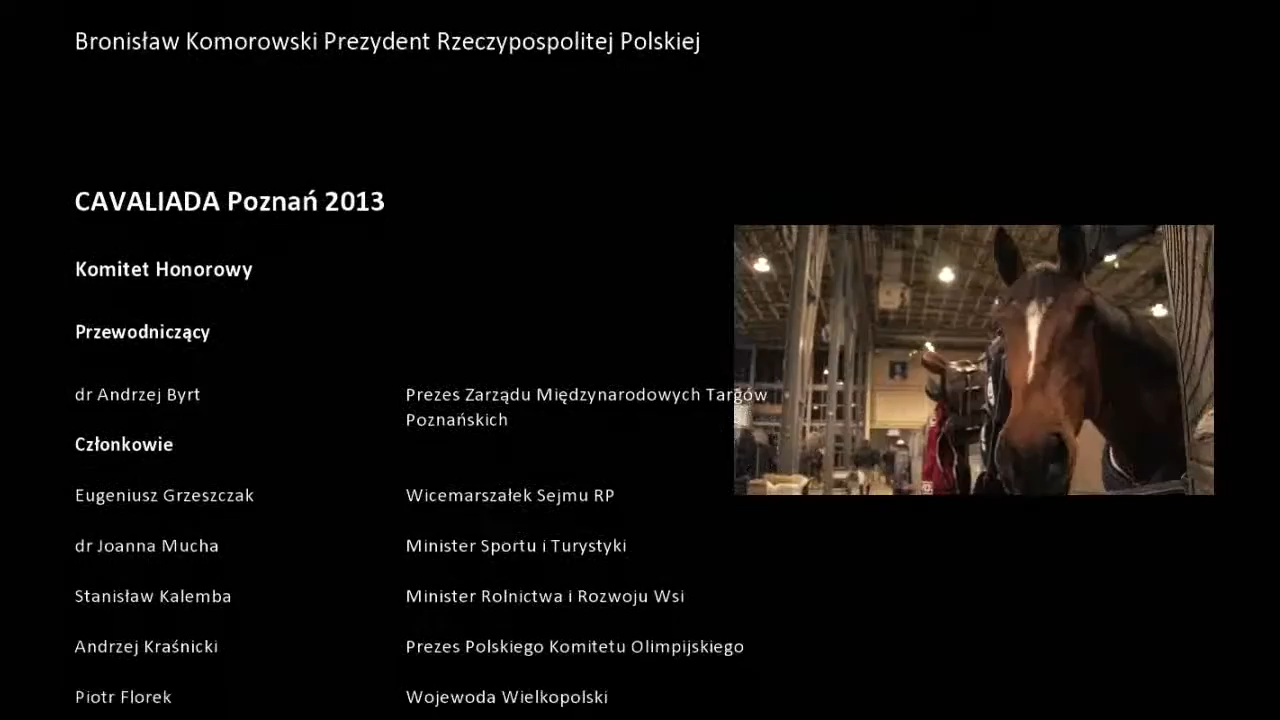 Bronisław Komorowski Prezydent Rzeczypospolitej Polskiej
CAVALIADA Poznań 2013
Komitet Honorowy
Przewodniczący
dr Andrzej Byrt Prezes Zarządu Międzynarodowych Targów
Poznańskich
Członkowie
Eugeniusz Grzeszczak Wicemarszałek Sejmu RP
dr Joanna Mucha Minister Sportu i Turystyki
Stanisław Kalemba Minister Rolnictwa i Rozwoju Wsi
Andrzej Kraśnicki Prezes Polskiego Komitetu Olimpijskiego
Piotr Florek Wojewoda Wielkopolski